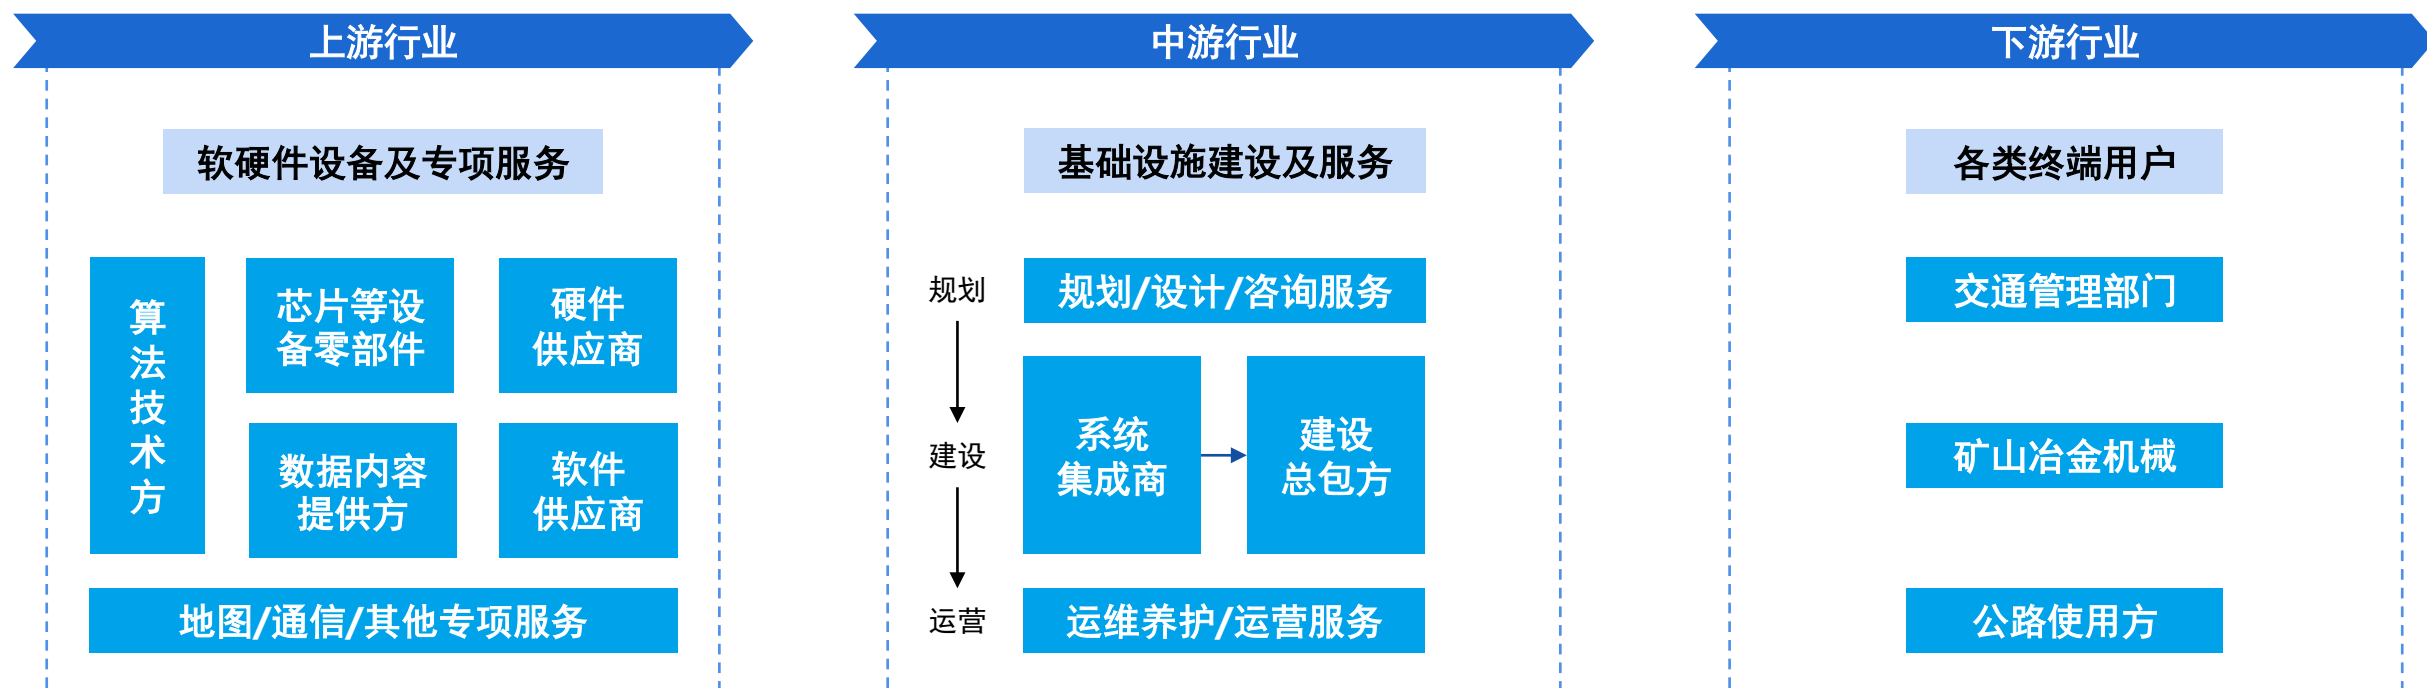 上游行业
软硬件设备及专项服务
算
法
技
术
方
芯片等设
备零部件
硬件
供应商
数据内容
提供方
软件
供应商
地图/通信/其他专项服务
中游行业
基础设施建设及服务
规划
建设
运营
规划/设计/咨询服务
系统
集成商
建设
总包方
运维养护/运营服务
下游行业
各类终端用户
交通管理部门
矿山冶金机械
公路使用方